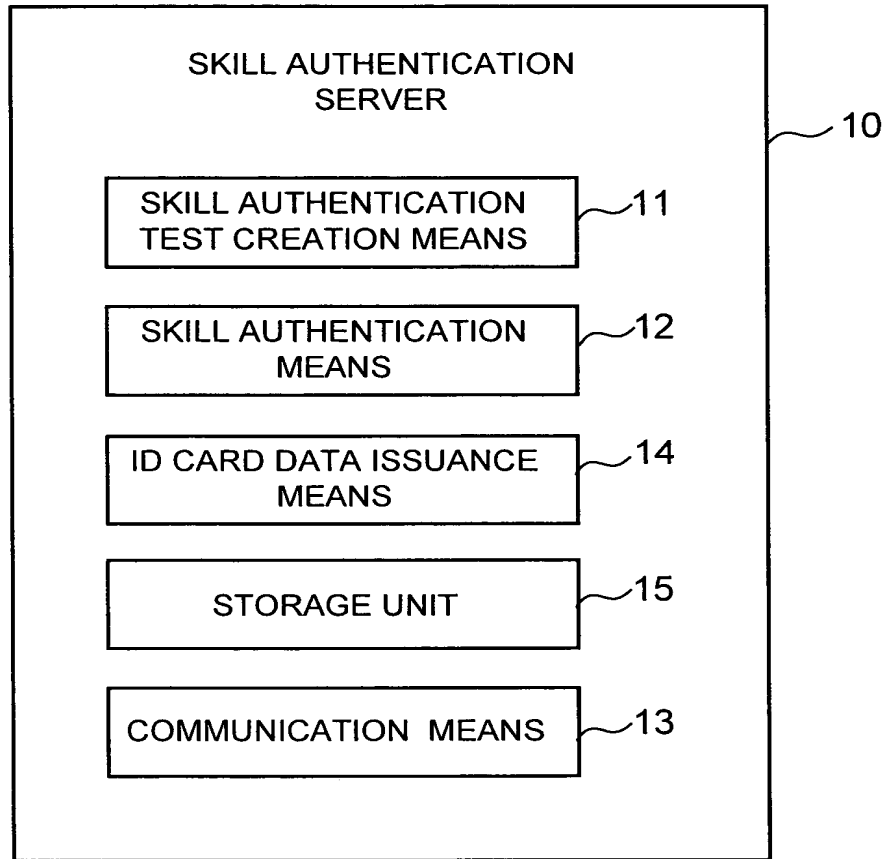 SKILL AUTHENTICATION
SERVER
10
SKILL AUTHENTICATION
TEST CREATION MEANS
11
SKILL AUTHENTICATION
MEANS
12
ID CARD DATA ISSUANCE
MEANS
14
STORAGE UNIT
15
COMMUNICATION MEANS
13